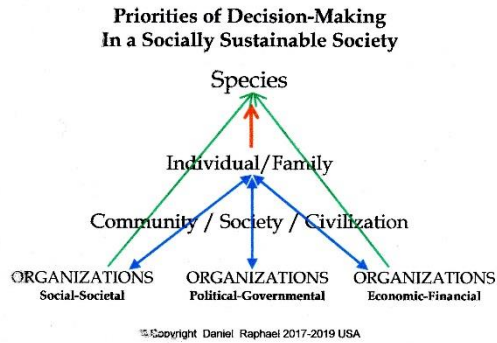 Priorities of Decision-Making
In a Socially Sustainable Society
Species
Individual/Family
Community / Society / Civilization
ORGANIZATIONS ORGANIZATIONS ORGANIZATIONS
Social-Societal Political-Governmental Economic-Financial
© Copyright Daniel Raphael 2017-2019 USA